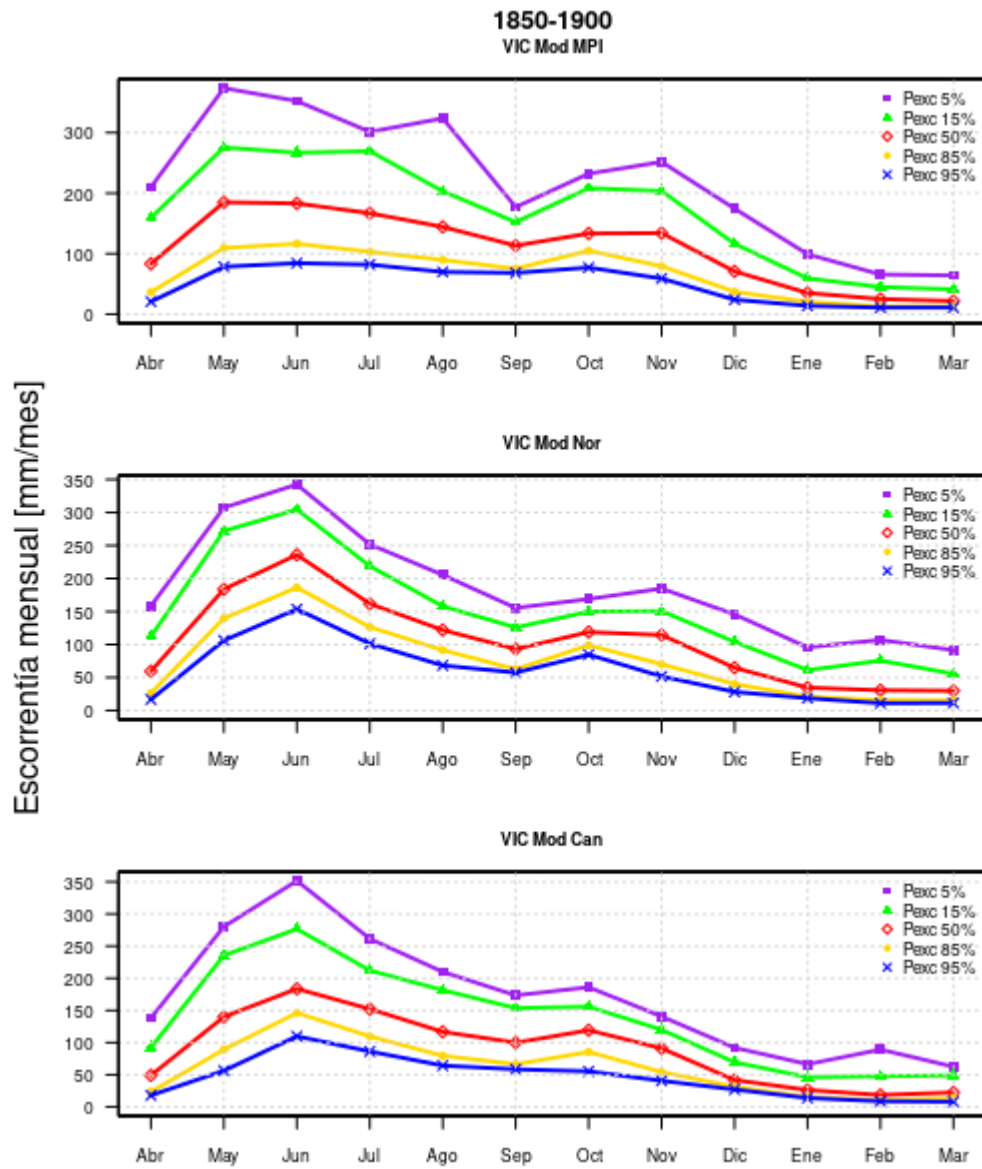 1850-1900
VIC Mod MPI
Escorrentía mensual [mm/mes]
300
200
100
0
Pexc 5%
Pexc 15%
Pexc 50%
Pexc 85%
Pexc 95%
Abr May Jun Jul Ago Sep Oct Nov Dic Ene Feb Mar
VIC Mod Nor
350
300
250
200
150
100
50
0
Pexc 5%
Pexc 15%
Pexc 50%
Pexc 85%
Pexc 95%
Abr May Jun Jul Ago Sep Oct Nov Dic Ene Feb Mar
VIC Mod Can
350
300
250
200
150
100
50
0
Pexc 5%
Pexc 15%
Pexc 50%
Pexc 85%
Pexc 95%
Abr May Jun Jul Ago Sep Oct Nov Dic Ene Feb Mar